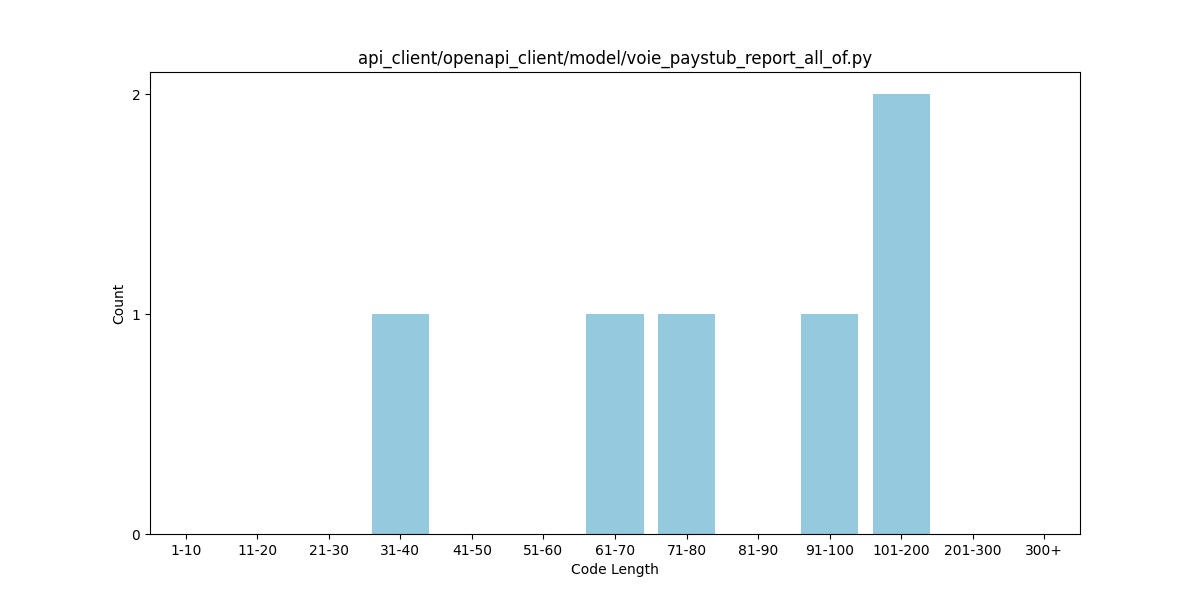 api_client/openapi_client/model/voie_paystub_report_all_of.py
2
1
0
Count
1-10 11-20 21-30 31-40 41-50 51-60 61-70 71-80 81-90 91-100 101-200 201-300 300+
Code Length